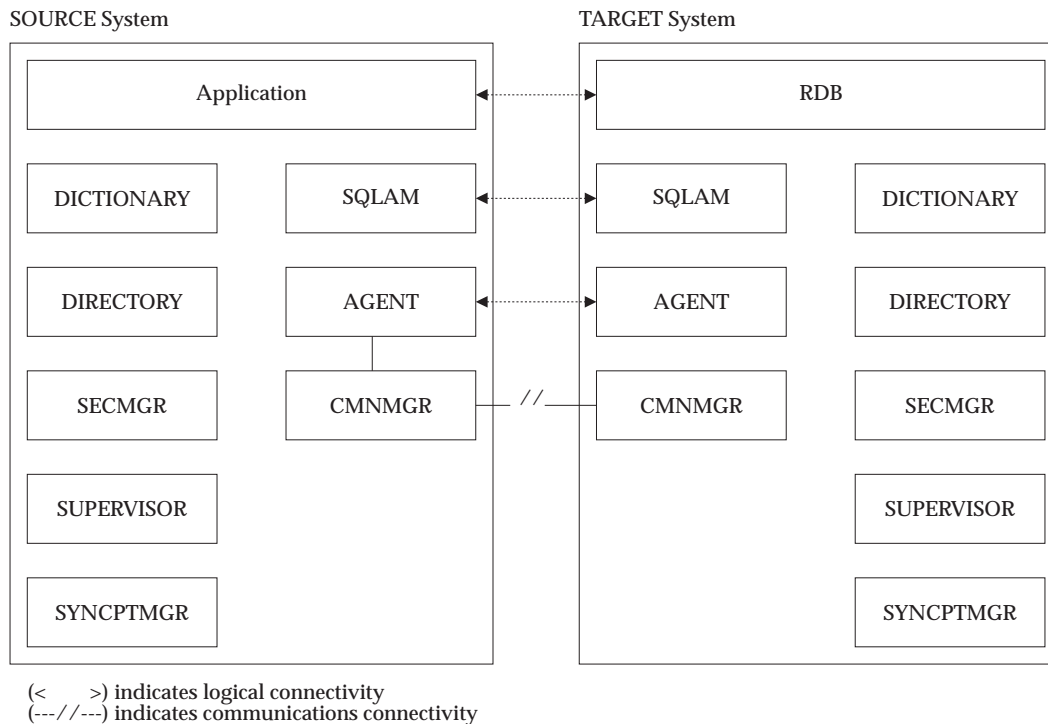 SOURCE System
TARGET System
Application
RDB
DICTIONARY
SQLAM
SQLAM
DICTIONARY
DIRECTORY
AGENT
AGENT
DIRECTORY
SECMGR
CMNMGR
//
CMNMGR
SECMGR
SUPERVISOR
SUPERVISOR
SYNCPTMGR
SYNCPTMGR
(< >) indicates logical connectivity
(---//---) indicates communications connectivity